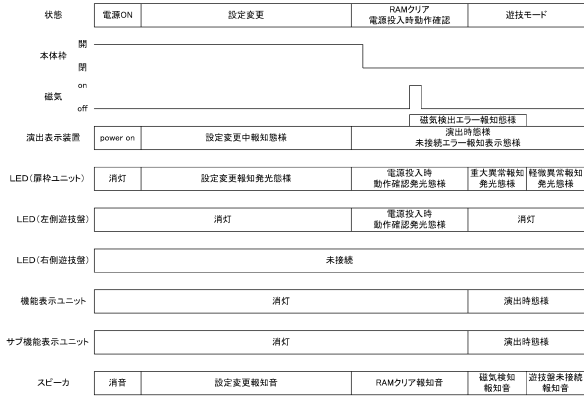 状態
電源ON
設定変更
RAMクリア
電源投入時動作確認
遊技モード
本体枠
開
閉
磁気
on
off
磁気検出エラー報知態様
演出表示装置
power on
設定変更中報知態様
演出時態様
未接続エラー報知表示態様
LED(扉枠ユニット)
消灯
設定変更報知発光態様
電源投入時
動作確認発光態様
重大異常報知
発光態様
軽微異常報知
発光態様
LED(左側遊技盤)
消灯
電源投入時
動作確認発光態様
消灯
LED(右側遊技盤)
未接続
機能表示ユニット
消灯
演出時態様
サブ機能表示ユニット
消灯
演出時態様
スピーカ
消音
設定変更報知音
RAMクリア報知音
磁気検知
報知音
遊技盤未接続
報知音